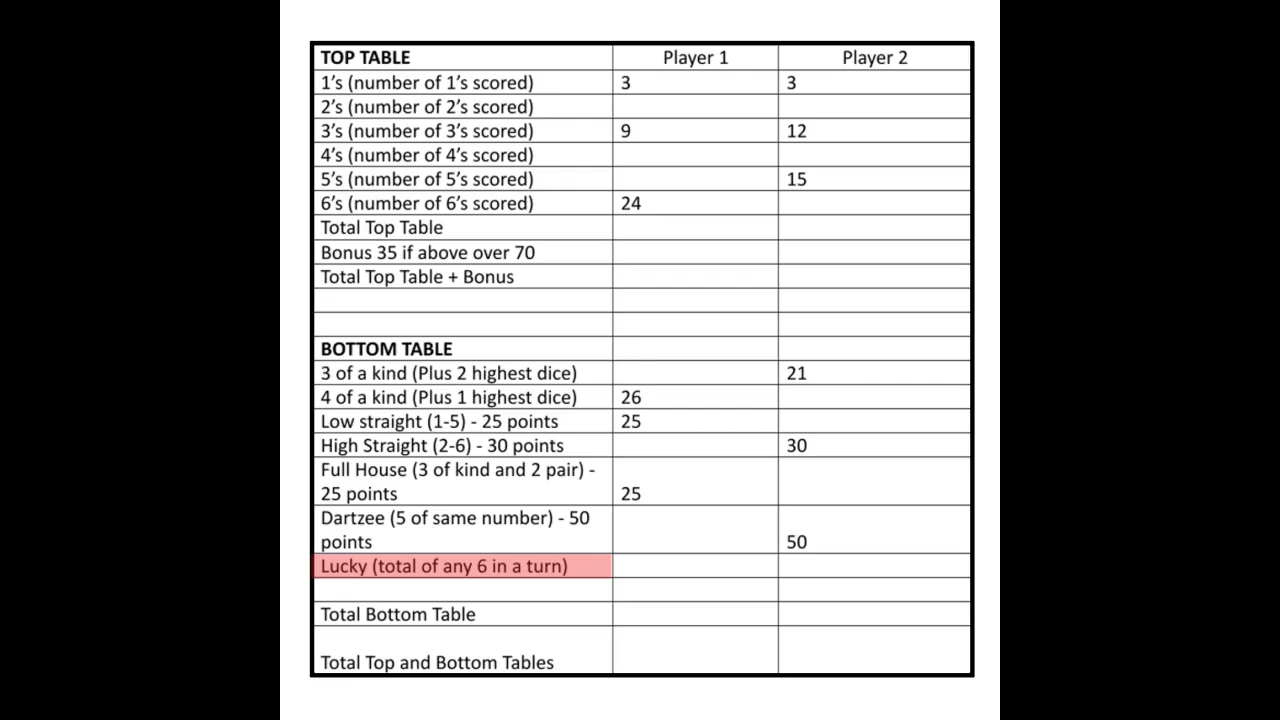 TOP TABLE Player 1 Player 2
1’s (number of 1’s scored) 3 3
2’s (number of 2’s scored)
3’s (number of 3’s scored) 9 12
4’s (number of 4’s scored)
5’s (number of 5’s scored) 15
6’s (number of 6’s scored) 24
Total Top Table
Bonus 35 if above over 70
Total Top Table + Bonus
BOTTOM TABLE
3 of a kind (Plus 2 highest dice) 21
4 of a kind (Plus 1 highest dice) 26
Low straight (1-5) - 25 points 25
High Straight (2-6) - 30 points 30
Full House (3 of kind and 2 pair) -
25 points 25
Dartzee (5 of same number) - 50
points 50
Lucky (total of any 6 in a turn)
Total Bottom Table
Total Top and Bottom Tables